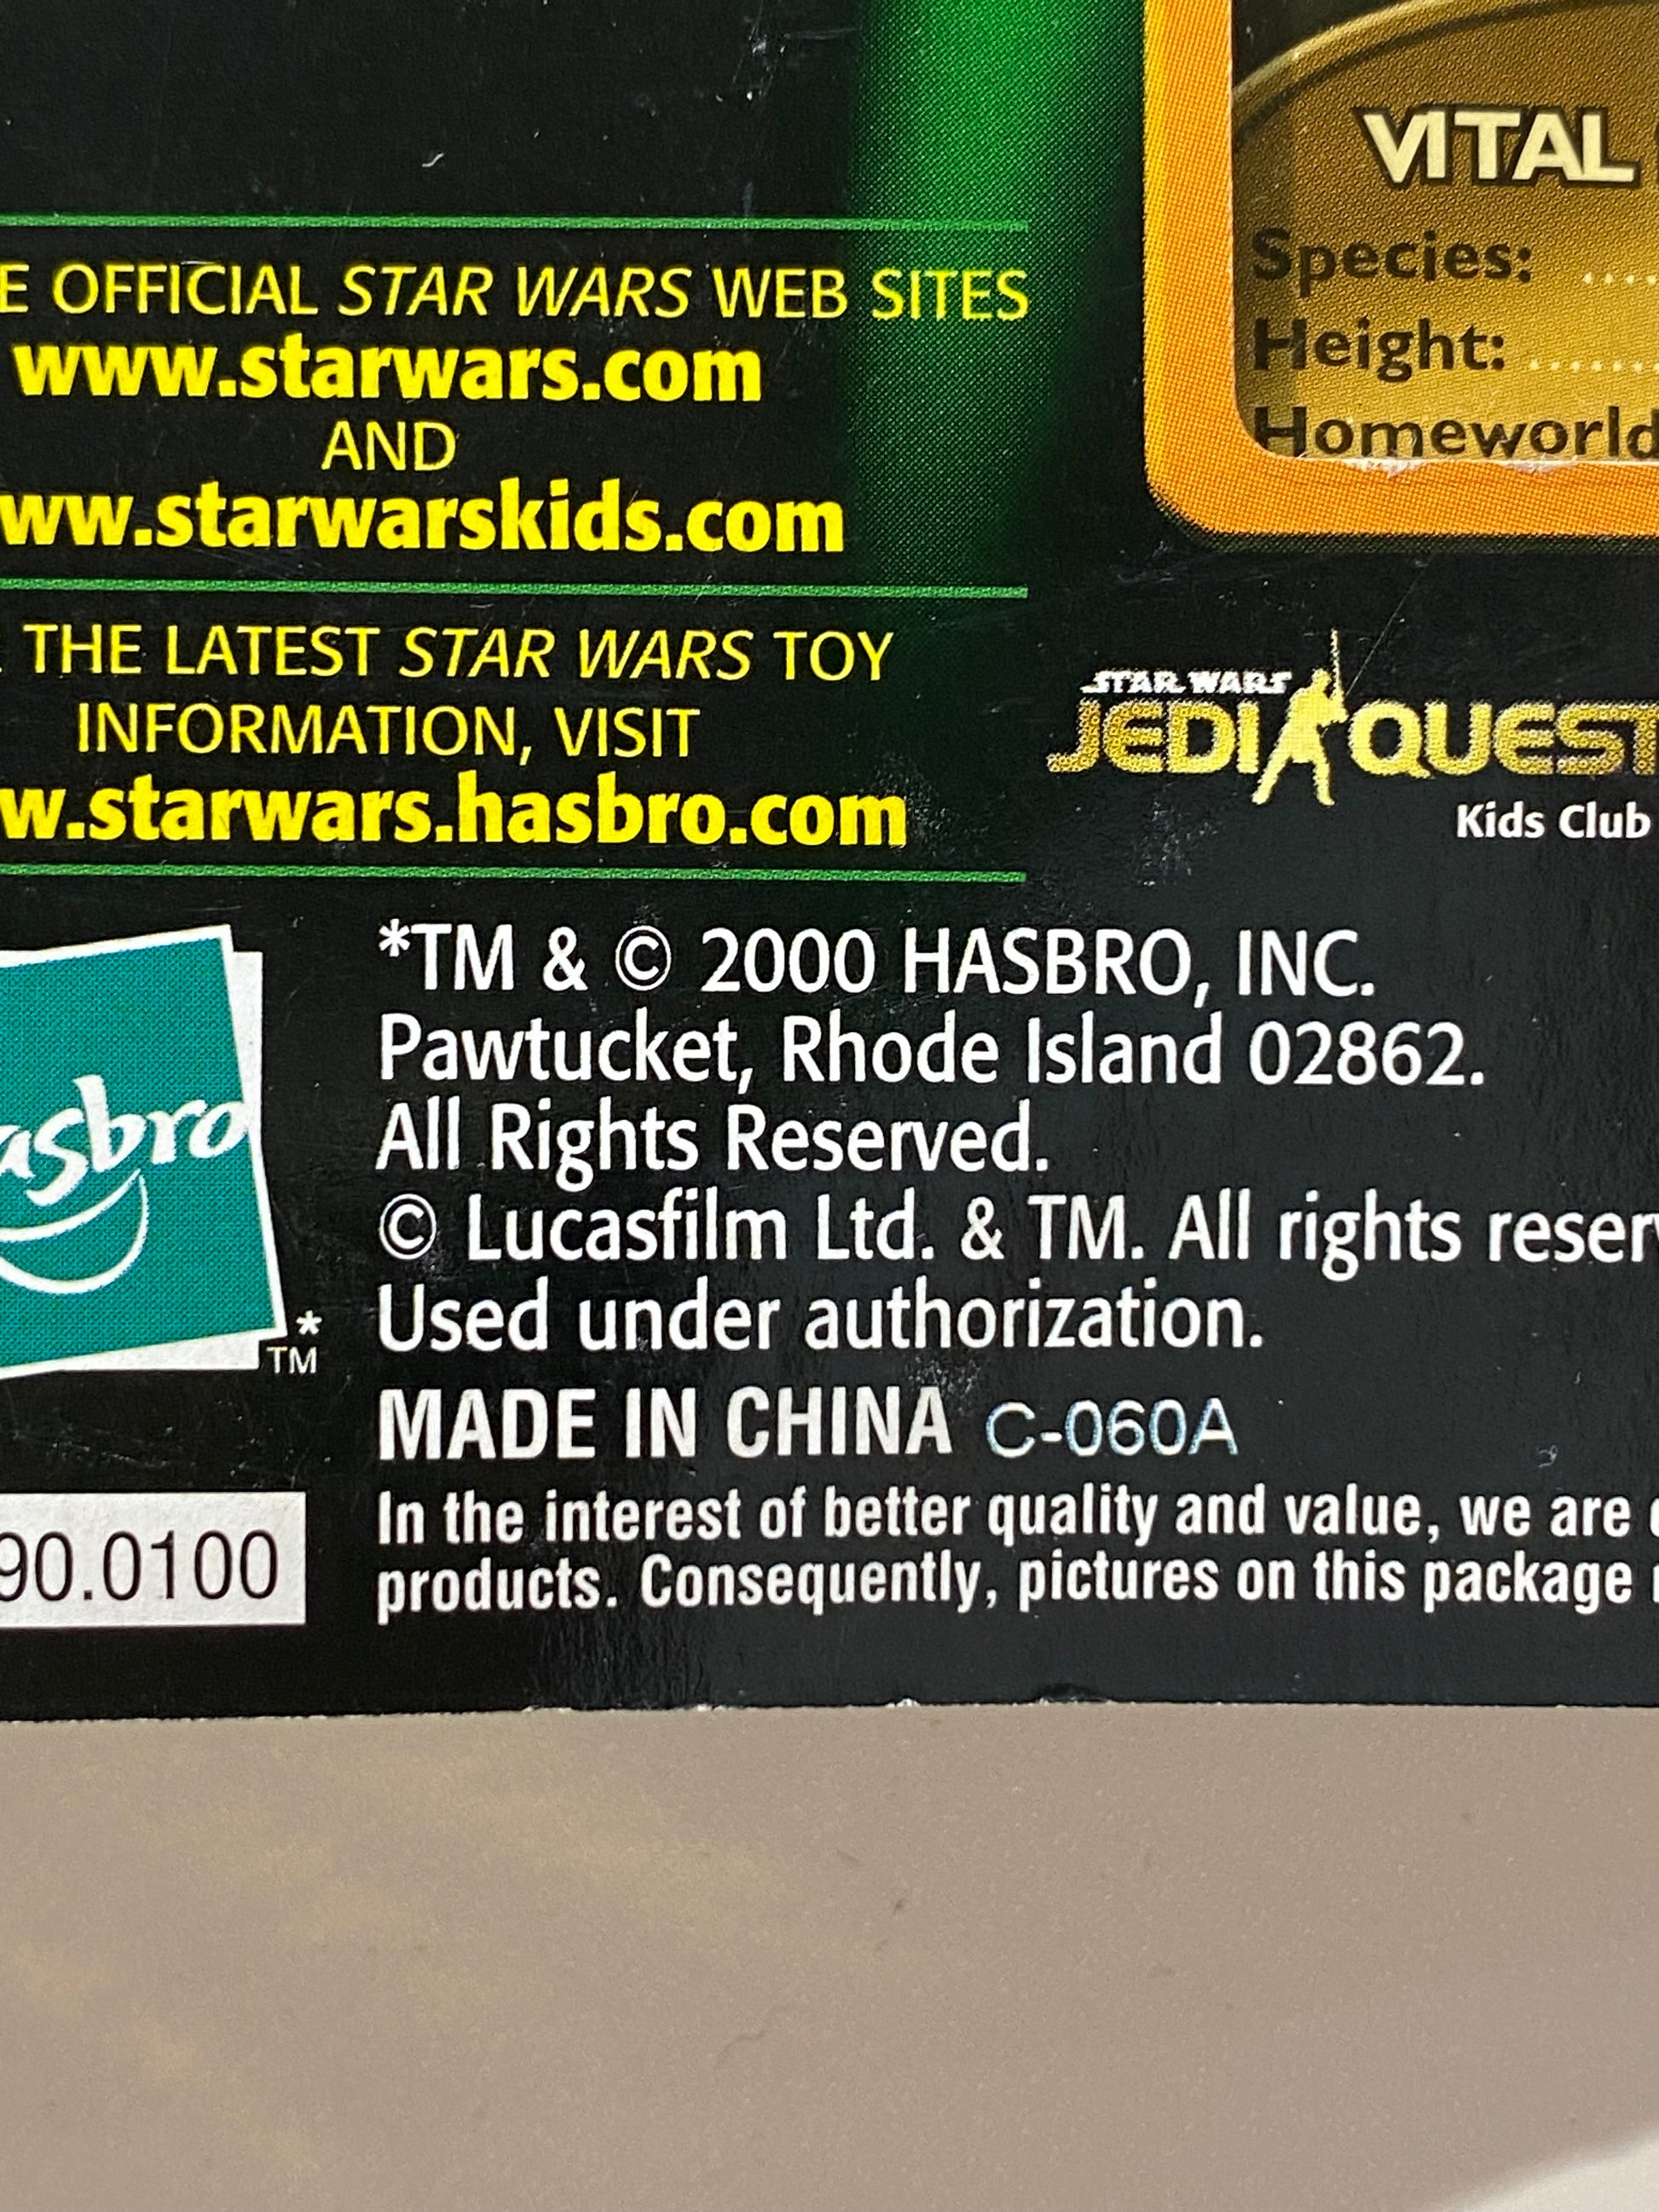 E OFFICIAL STAR WARS WEB SITES
www.starwars.com
AND
ww.starwarskids.com
THE LATEST STAR WARS TOY
INFORMATION, VISIT
w.starwars.hasbro.com
VITAL
Species: ....
Height: ......
Homeworld
STAR WARS
JEDI QUEST
Kids Club
asbro
*
TM
*TM & © 2000 HASBRO, INC.
Pawtucket, Rhode Island 02862.
All Rights Reserved.
© Lucasfilm Ltd. & TM. All rights reser
Used under authorization.
MADE IN CHINA C-060A
90.0100
In the interest of better quality and value, we are
products. Consequently, pictures on this package